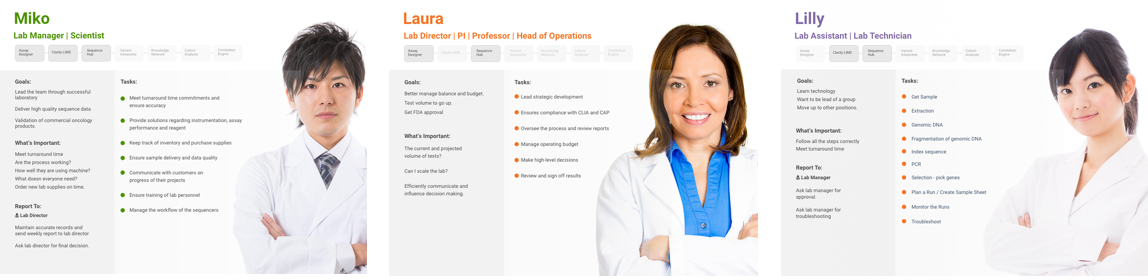 Miko
Lab Manager | Scientist
Assay Designer
Clarity LIMS
Sequence Hub
Variant Interpreter
Knowledge Network
Cohort Analyzer
Correlation Engine
Goals:
Lead the team through successful
laboratory
Deliver high quality sequence data
Validation of commercial oncology
products.
What's Important:
Meet turnaround time
Are the process working?
How well they are using machine?
What doesn everyone need?
Order new lab supplies on time.
Report To:
Lab Director
Maintain accurate records and
send weekly report to lab director
Ask lab director for final decision.
Tasks:
Meet turnaround time commitments and
ensure accuracy
Provide solutions regarding instrumentation, assay
performance and reagent
Keep track of inventory and purchase supplies
Ensure sample delivery and data quality
Communicate with customers on
progress of their projects
Ensure training of lab personnel
Manage the workflow of the sequencers
Laura
Lab Director | PI | Professor | Head of Operations
Assay Designer
Clarity LIMS
Sequence Hub
Variant Interpreter
Knowledge Network
Cohort Analyzer
Correlation Engine
Goals:
Better manage balance and budget.
Test volume to go up.
Get FDA approval
What's Important:
The current and projected
volume of tests?
Can I scale the lab?
Efficiently communicate and
influence decision making.
Tasks:
Lead strategic development
Ensures compliance with CLIA and CAP
Oversee the process and review reports
Manage operating budget
Make high-level decisions
Review and sign off results
Lilly
Lab Assistant | Lab Technician
Assay Designer
Clarity LIMS
Sequence Hub
Variant Interpreter
Knowledge Network
Cohort Analyzer
Correlation Engine
Goals:
Learn technology
Want to be lead of a group
Move up to other positions.
What's Important:
Follow all the steps correctly
Meet turnaround time
Report To:
Lab Manager
Ask lab manager for
approval.
Ask lab manager for
troubleshooting
Tasks:
Get Sample
Extraction
Genomic DNA
Fragmentation of genomic DNA
Index sequence
PCR
Selection - pick genes
Plan a Run / Create Sample Sheet
Monitor the Runs
Troubleshoot